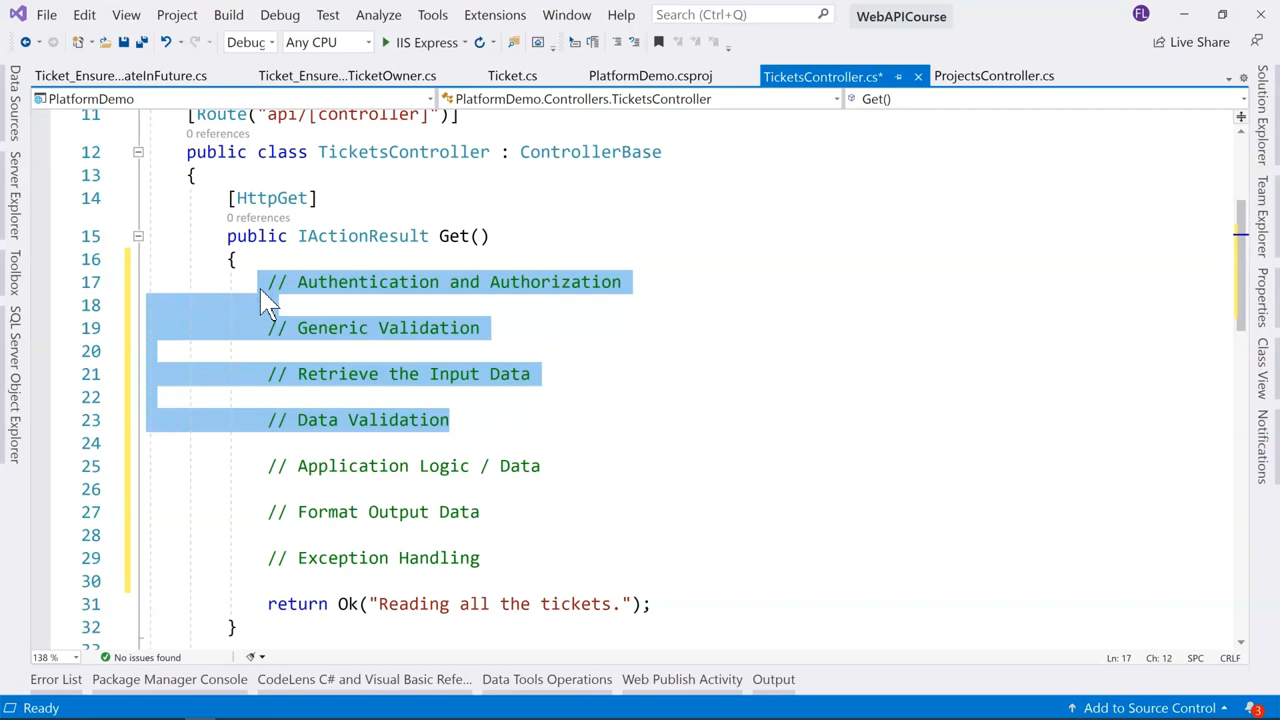 File Edit View Project Build Debug Test Analyze Tools Extensions Window Help Search (Ctrl+Q) WebAPICourse FL
Debug Any CPU IIS Express Live Share
Ticket_Ensure...ateInFuture.cs Ticket_Ensure...TicketOwner.cs Ticket.cs PlatformDemo.csproj TicketsController.cs* ProjectsController.cs
PlatformDemo PlatformDemo.Controllers.TicketsController Get()
Data Sources
Server Explorer
Toolbox
SQL Server Object Explorer
11 [Route("api/[controller]")]
0 references
12 public class TicketsController : ControllerBase
13 {
14 [HttpGet]
0 references
15 public IActionResult Get()
16 {
17 // Authentication and Authorization
18
19 // Generic Validation
20
21 // Retrieve the Input Data
22
23 // Data Validation
24
25 // Application Logic / Data
26
27 // Format Output Data
28
29 // Exception Handling
30
31 return Ok("Reading all the tickets.");
32 }
Solution Explorer
Team Explorer
Properties
Class View
Notifications
138 % No issues found Ln: 17 Ch: 12 SPC CRLF
Error List Package Manager Console CodeLens C# and Visual Basic Refe... Data Tools Operations Web Publish Activity Output
Ready Add to Source Control 3